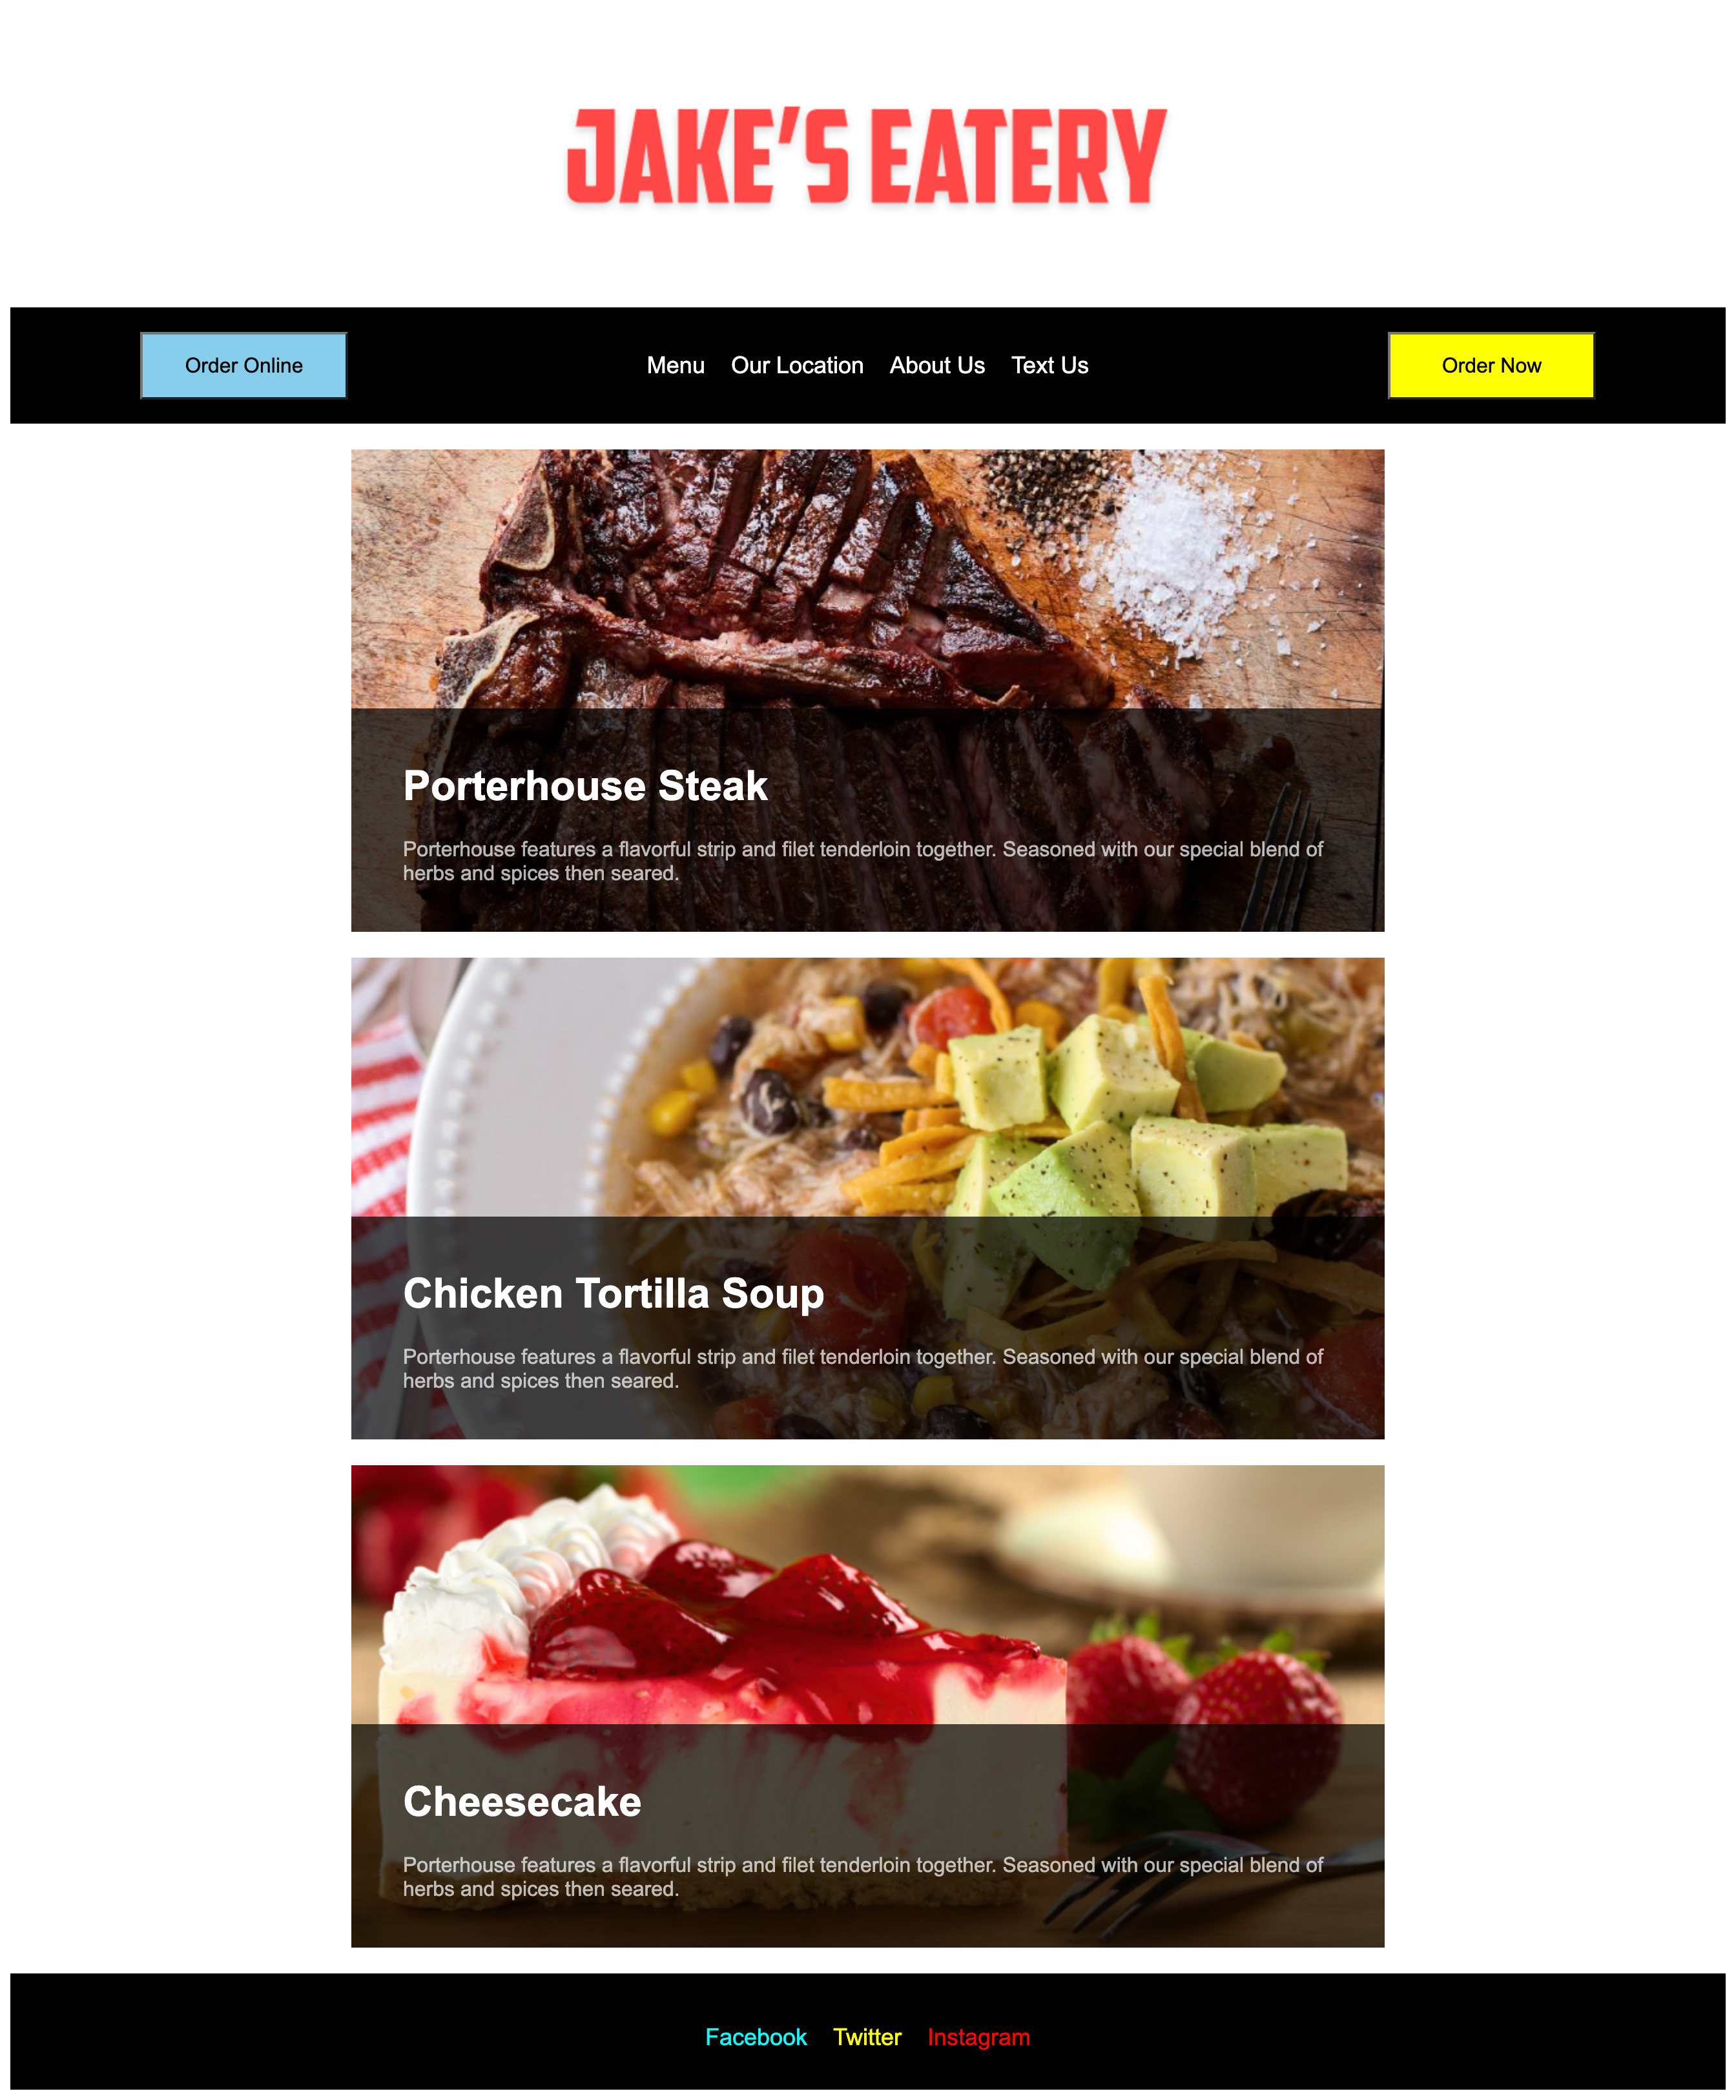 JAKE'S EATERY
Order Online
Menu Our Location About Us Text Us
Order Now
Porterhouse Steak
Porterhouse features a flavorful strip and filet tenderloin together. Seasoned with our special blend of
herbs and spices then seared.
Chicken Tortilla Soup
Porterhouse features a flavorful strip and filet tenderloin together. Seasoned with our special blend of
herbs and spices then seared.
Cheesecake
Porterhouse features a flavorful strip and filet tenderloin together. Seasoned with our special blend of
herbs and spices then seared.
Facebook Twitter Instagram